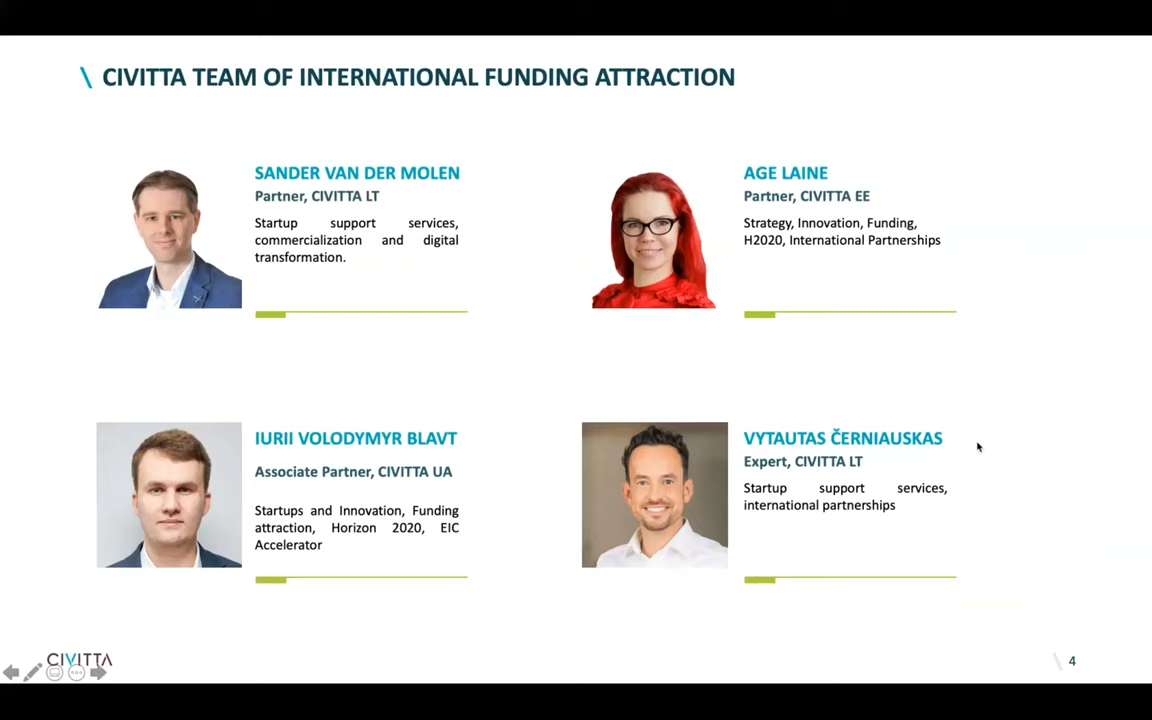 \ CIVITTA TEAM OF INTERNATIONAL FUNDING ATTRACTION
SANDER VAN DER MOLEN
Partner, CIVITTA LT
Startup support services,
commercialization and digital
transformation.
AGE LAINE
Partner, CIVITTA EE
Strategy, Innovation, Funding,
H2020, International Partnerships
IURII VOLODYMYR BLAVT
Associate Partner, CIVITTA UA
Startups and Innovation, Funding
attraction, Horizon 2020, EIC
Accelerator
VYTAUTAS ČERNIAUSKAS
Expert, CIVITTA LT
Startup support services,
international partnerships
CIVITTA
\ 4